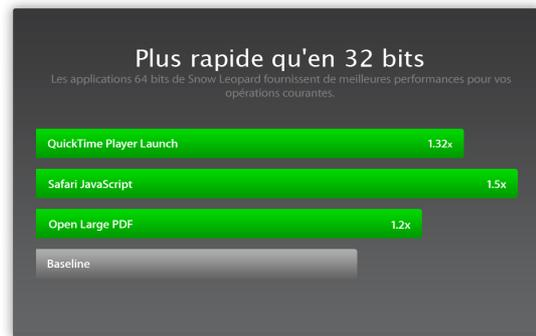 Plus rapide qu'en 32 bits
Les applications 64 bits de Snow Leopard fournissent de meilleures performances pour vos
opérations courantes.
QuickTime Player Launch 1.32x
Safari JavaScript 1.5x
Open Large PDF 1.2x
Baseline